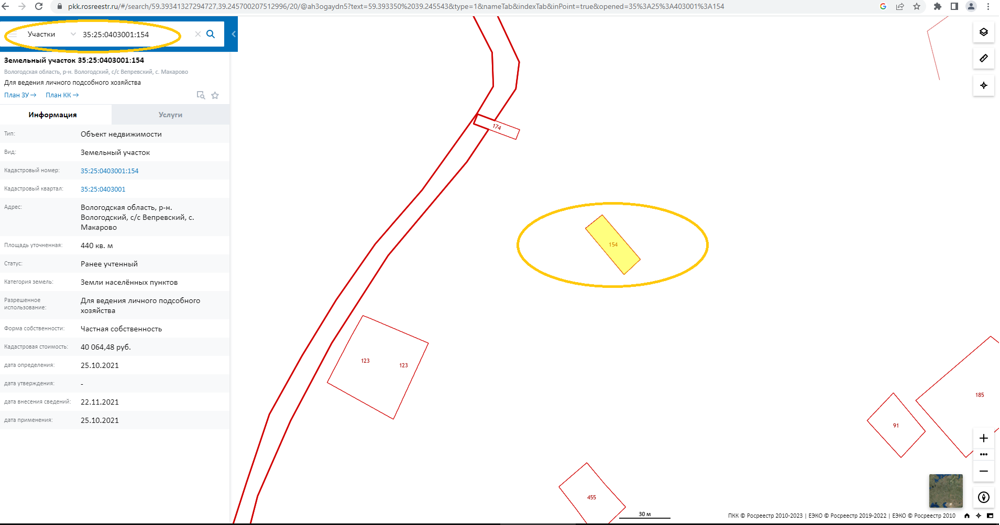 pkk.rosreestr.ru/#/search/59.39341327294727,39.245700207512996/20/@ah3ogaydn5?text=59.393350%2039.245543&type=1&nameTab&indexTab&inPoint=true&opened=35%3A25%3A403001%3A154
Участки 35:25:0403001:154
Земельный участок 35:25:0403001:154
Вологодская область, р-н. Вологодский, с/с Вепревский, с. Макарово
Для ведения личного подсобного хозяйства
План ЗУ→ План КК→
Информация Услуги
Тип: Объект недвижимости
Вид: Земельный участок
Кадастровый номер: 35:25:0403001:154
Кадастровый квартал: 35:25:0403001
Адрес: Вологодская область, р-н.
Вологодский, с/с Вепревский, с.
Макарово
Площадь уточненная: 440 кв. м
Статус: Ранее учтенный
Категория земель: Земли населённых пунктов
Разрешенное
использование:
Для ведения личного подсобного
хозяйства
Форма собственности: Частная собственность
Кадастровая стоимость: 40 064,48 руб.
дата определения: 25.10.2021
дата утверждения: -
дата внесения сведений: 22.11.2021
дата применения: 25.10.2021
174
154
123
123
185
91
455
30 м
ПКК © Росреестр 2010-2023 | ЕЭКО © Росреестр 2019-2022 | ЕЭКО © Росреестр 2010